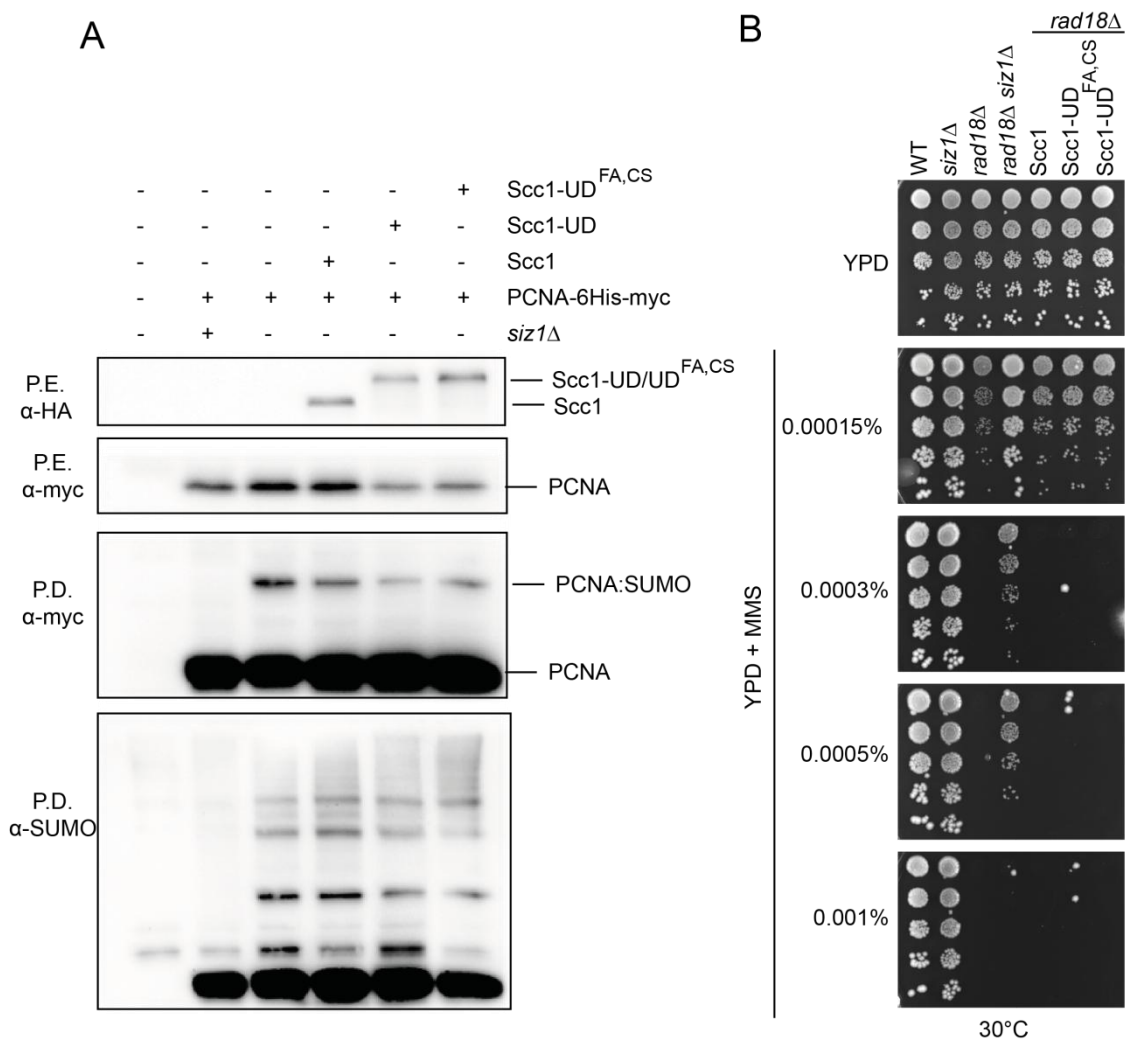 A
- - - - - + Scc1-UD^FA,CS
- - - - + - Scc1-UD
- - - + - - Scc1
- + + + + + PCNA-6His-myc
- + - - - - siz1Δ
P.E.
α-HA
Scc1-UD/UD^FA,CS
Scc1
P.E.
α-myc
PCNA
P.D.
α-myc
PCNA:SUMO
PCNA
P.D.
α-SUMO
B
rad18Δ
WT
siz1Δ
rad18Δ
rad18Δ siz1Δ
Scc1
Scc1-UD
Scc1-UD^FA,CS
YPD
YPD + MMS
0.00015%
0.0003%
0.0005%
0.001%
30°C